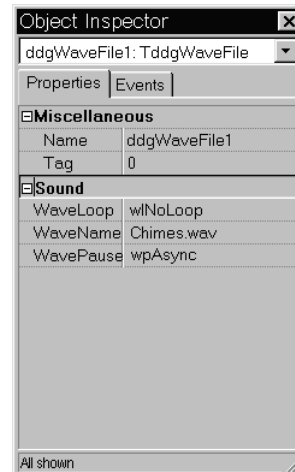 Object Inspector
ddgWaveFile1: TddgWaveFile
Properties Events
Miscellaneous
Name ddgWaveFile1
Tag 0
Sound
WaveLoop wlNoLoop
WaveName Chimes.wav
WavePause wpAsync
All shown